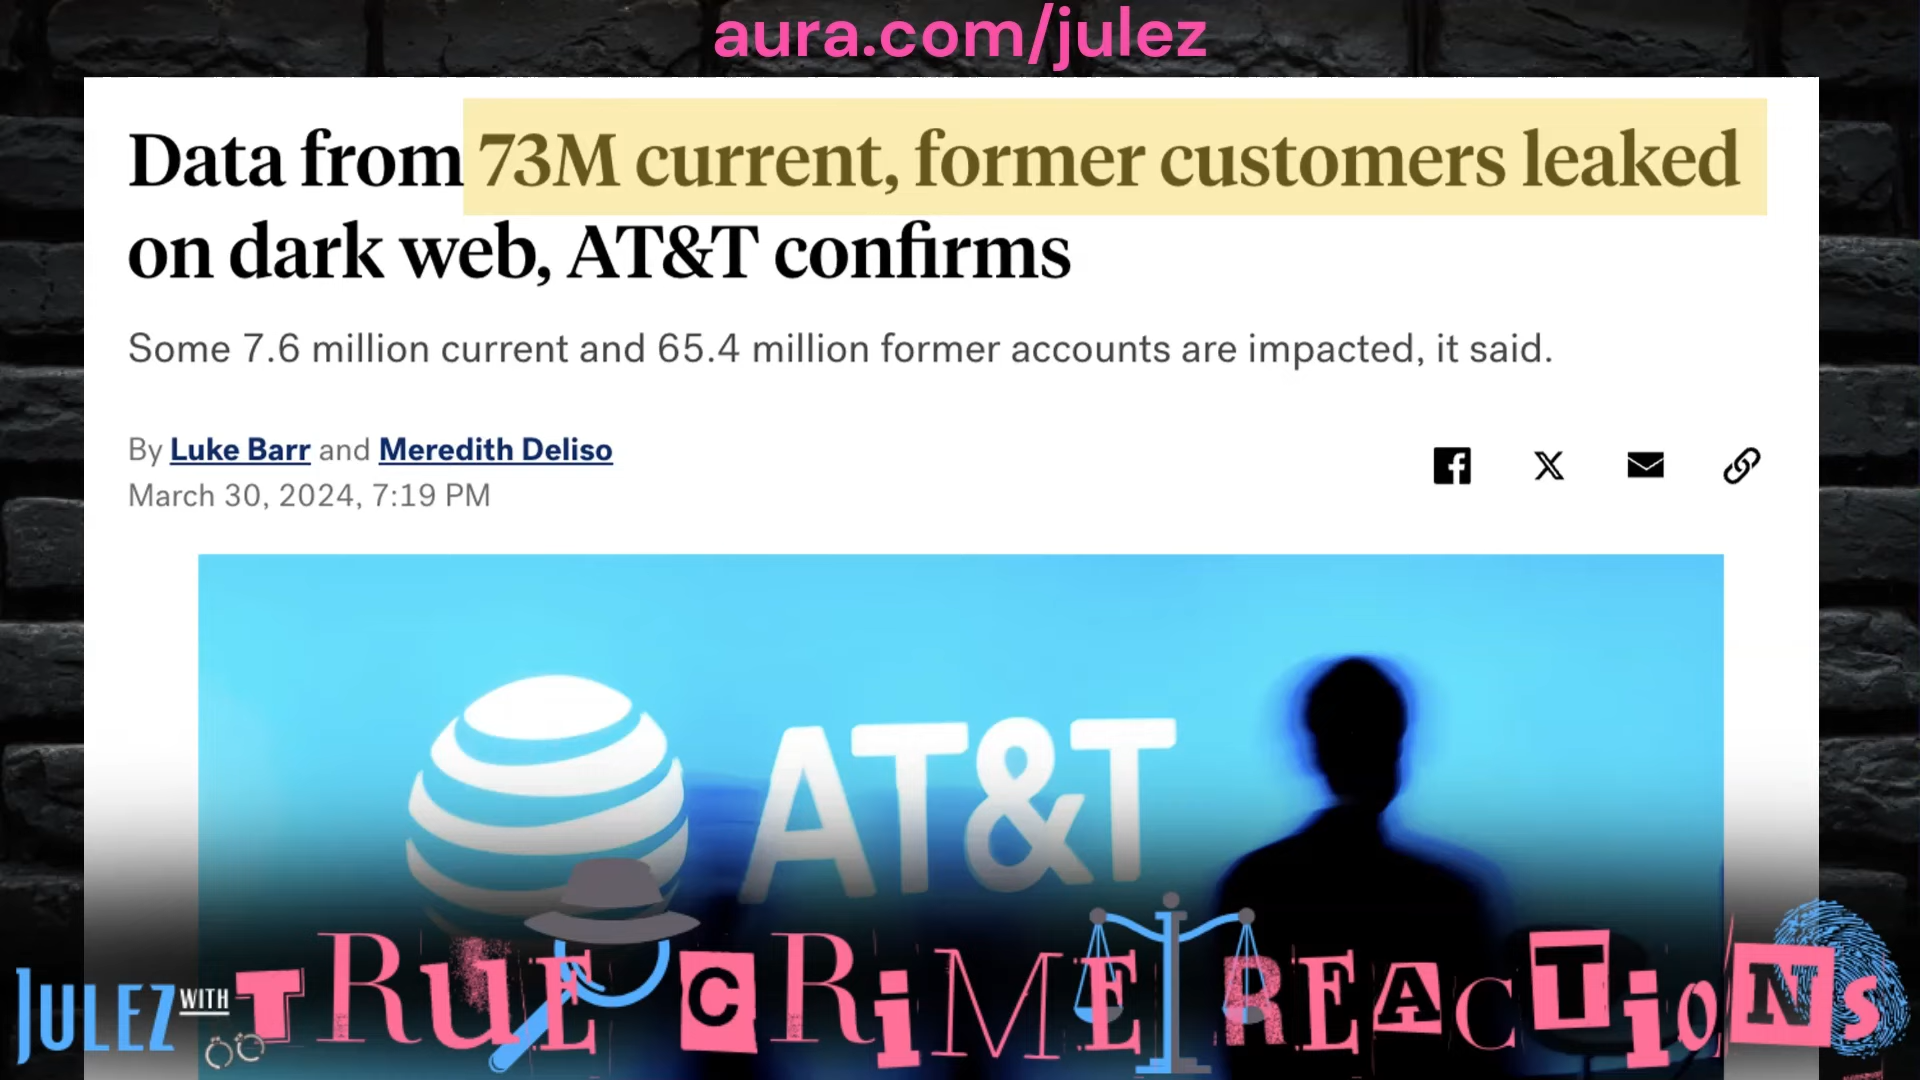 aura.com/julez
Data from 73M current, former customers leaked
on dark web, AT&T confirms
Some 7.6 million current and 65.4 million former accounts are impacted, it said.
By Luke Barr and Meredith Deliso
March 30, 2024, 7:19 PM
AT&T
JULEZ WITH TRUE CRiME REACTiONS